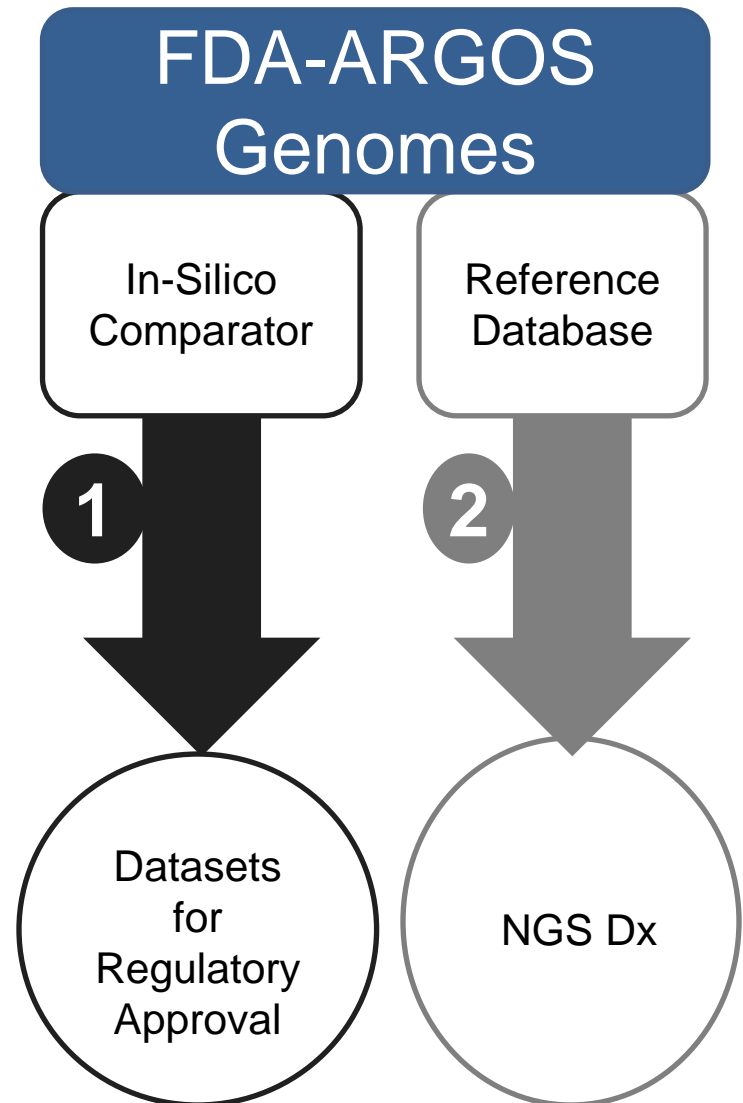 FDA-ARGOS
Genomes
In-Silico
Comparator
Reference
Database
1
2
Datasets
for
Regulatory
Approval
NGS Dx